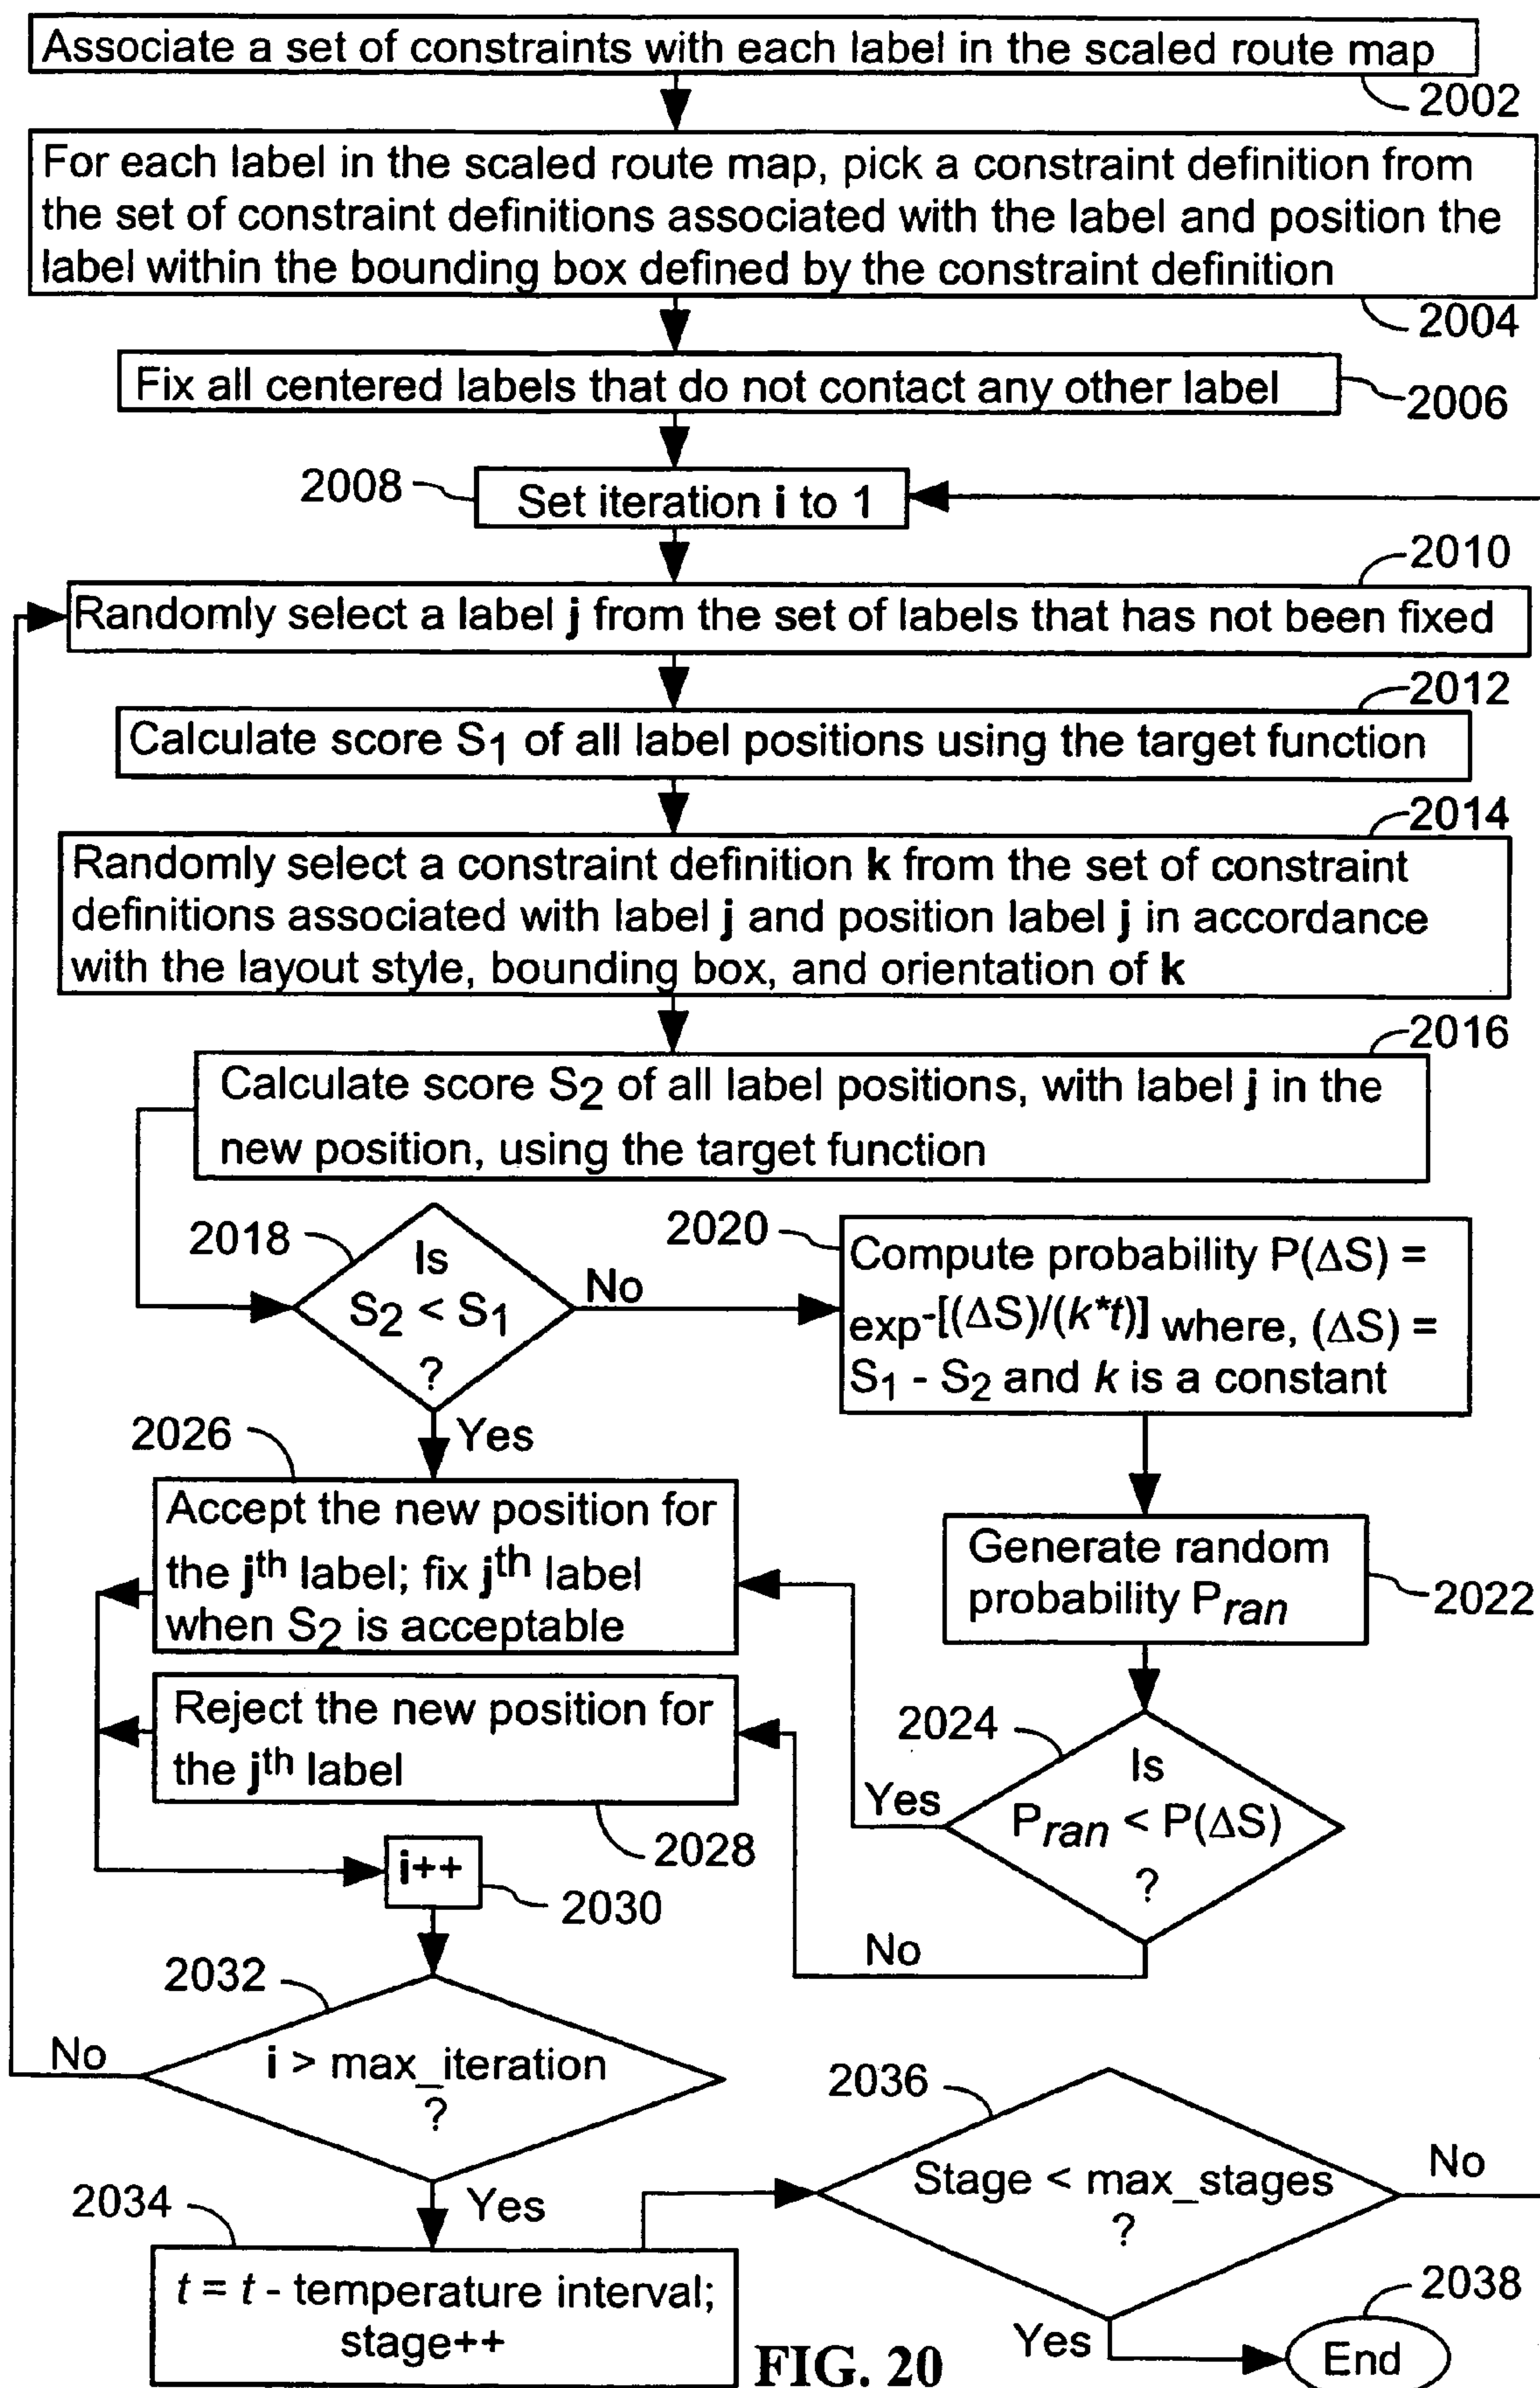 Associate a set of constraints with each label in the scaled route map
2002
For each label in the scaled route map, pick a constraint definition from
the set of constraint definitions associated with the label and position the
label within the bounding box defined by the constraint definition
2004
Fix all centered labels that do not contact any other label
2006
2008
Set iteration i to 1
2010
Randomly select a label j from the set of labels that has not been fixed
2012
Calculate score S1 of all label positions using the target function
2014
Randomly select a constraint definition k from the set of constraint
definitions associated with label j and position label j in accordance
with the layout style, bounding box, and orientation of k
2016
Calculate score S2 of all label positions, with label j in the
new position, using the target function
2018
Is
S2 < S1
?
No
Yes
2020
Compute probability P(ΔS) =
exp-[(ΔS)/(k*t)] where, (ΔS) =
S1 - S2 and k is a constant
2026
Accept the new position for
the jth label; fix jth label
when S2 is acceptable
Generate random
probability Pran
2022
Reject the new position for
the jth label
2028
2024
Is
Pran < P(ΔS)
?
Yes
No
i++
2030
2032
i > max_iteration
?
No
Yes
2034
t = t - temperature interval;
stage++
2036
Stage < max_stages
?
No
Yes
2038
End
FIG. 20